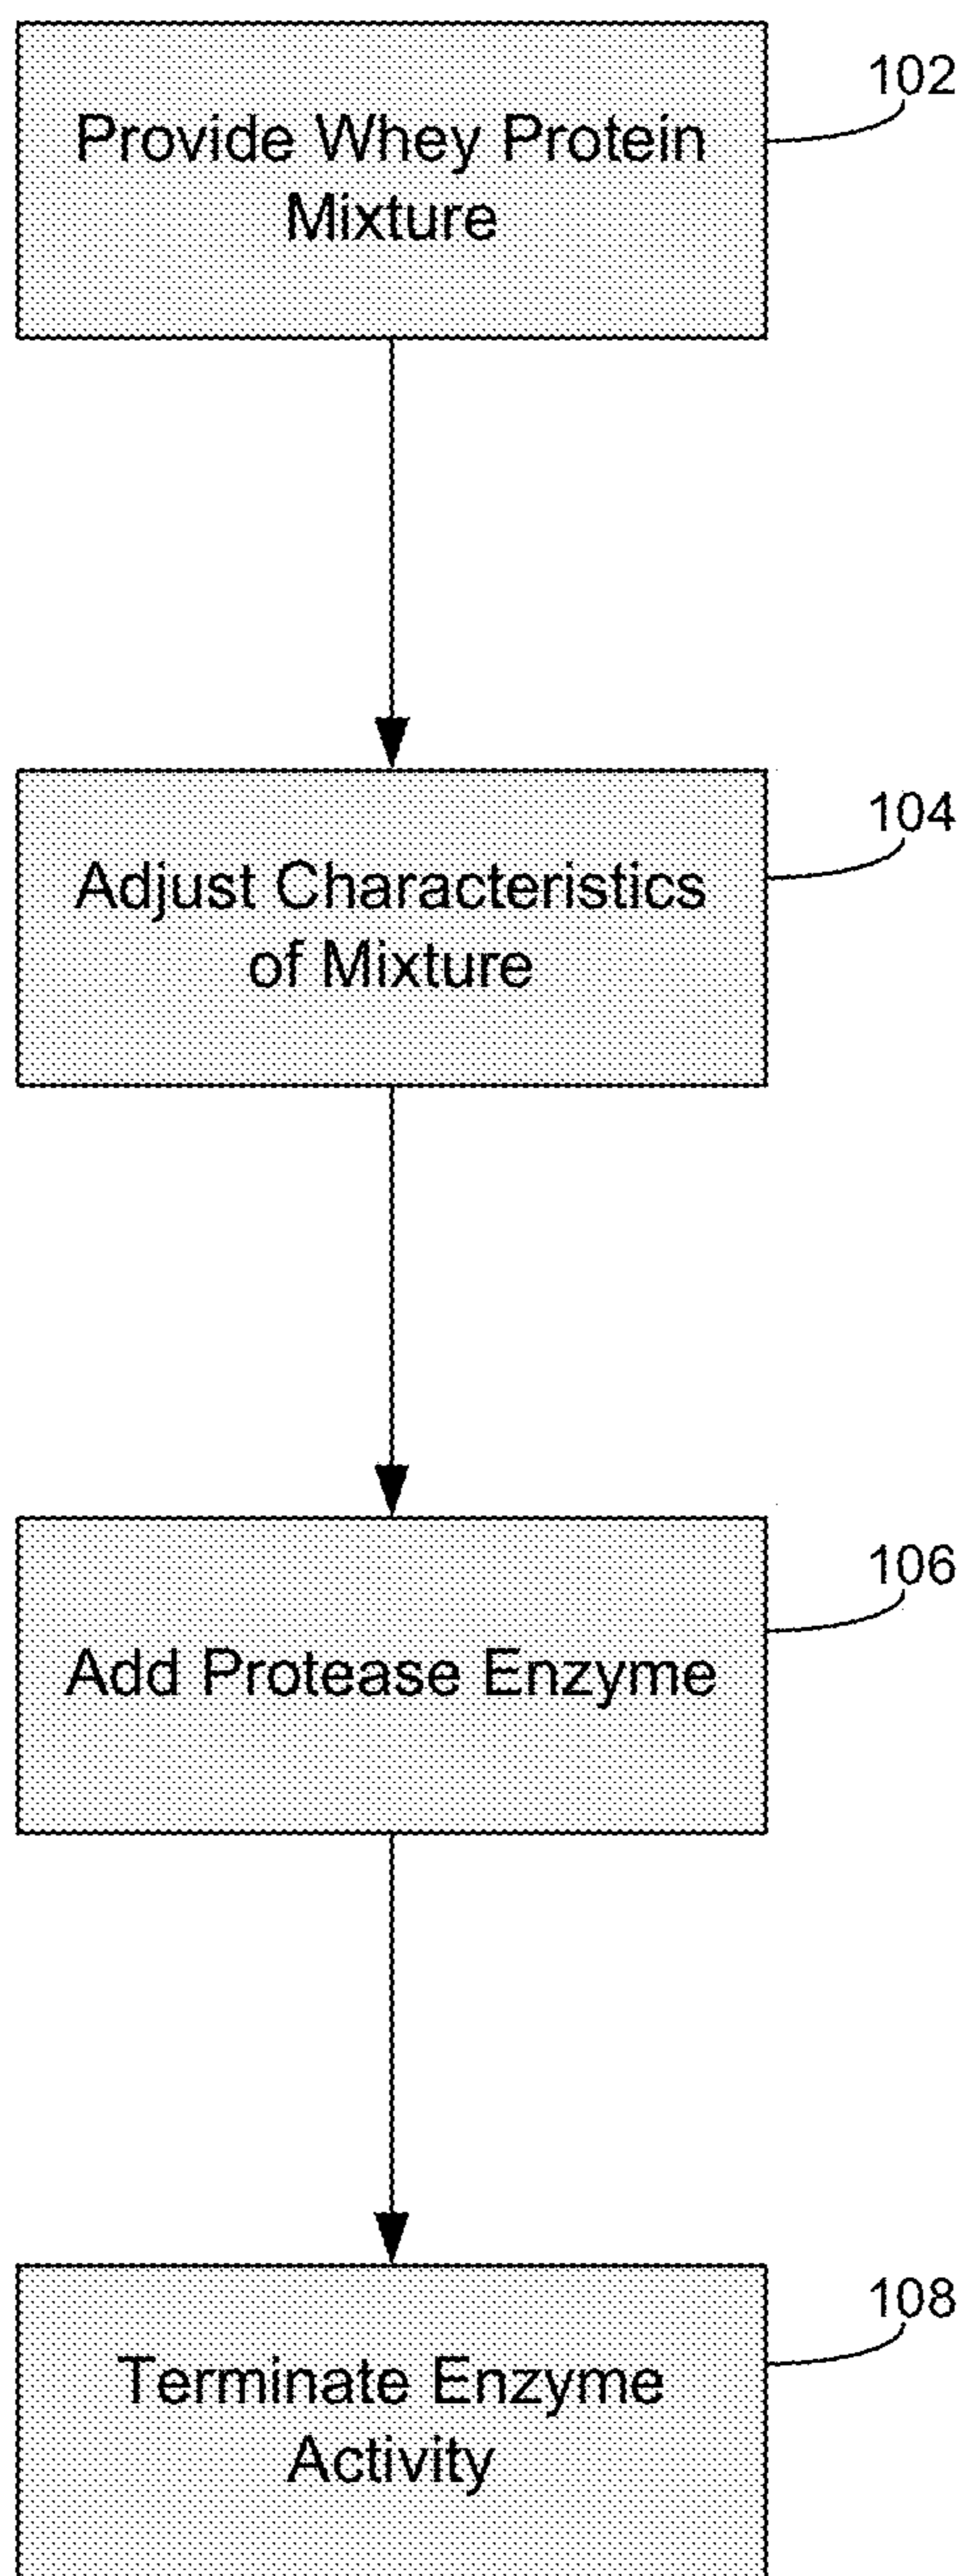 102
Provide Whey Protein
Mixture
104
Adjust Characteristics
of Mixture
106
Add Protease Enzyme
108
Terminate Enzyme
Activity